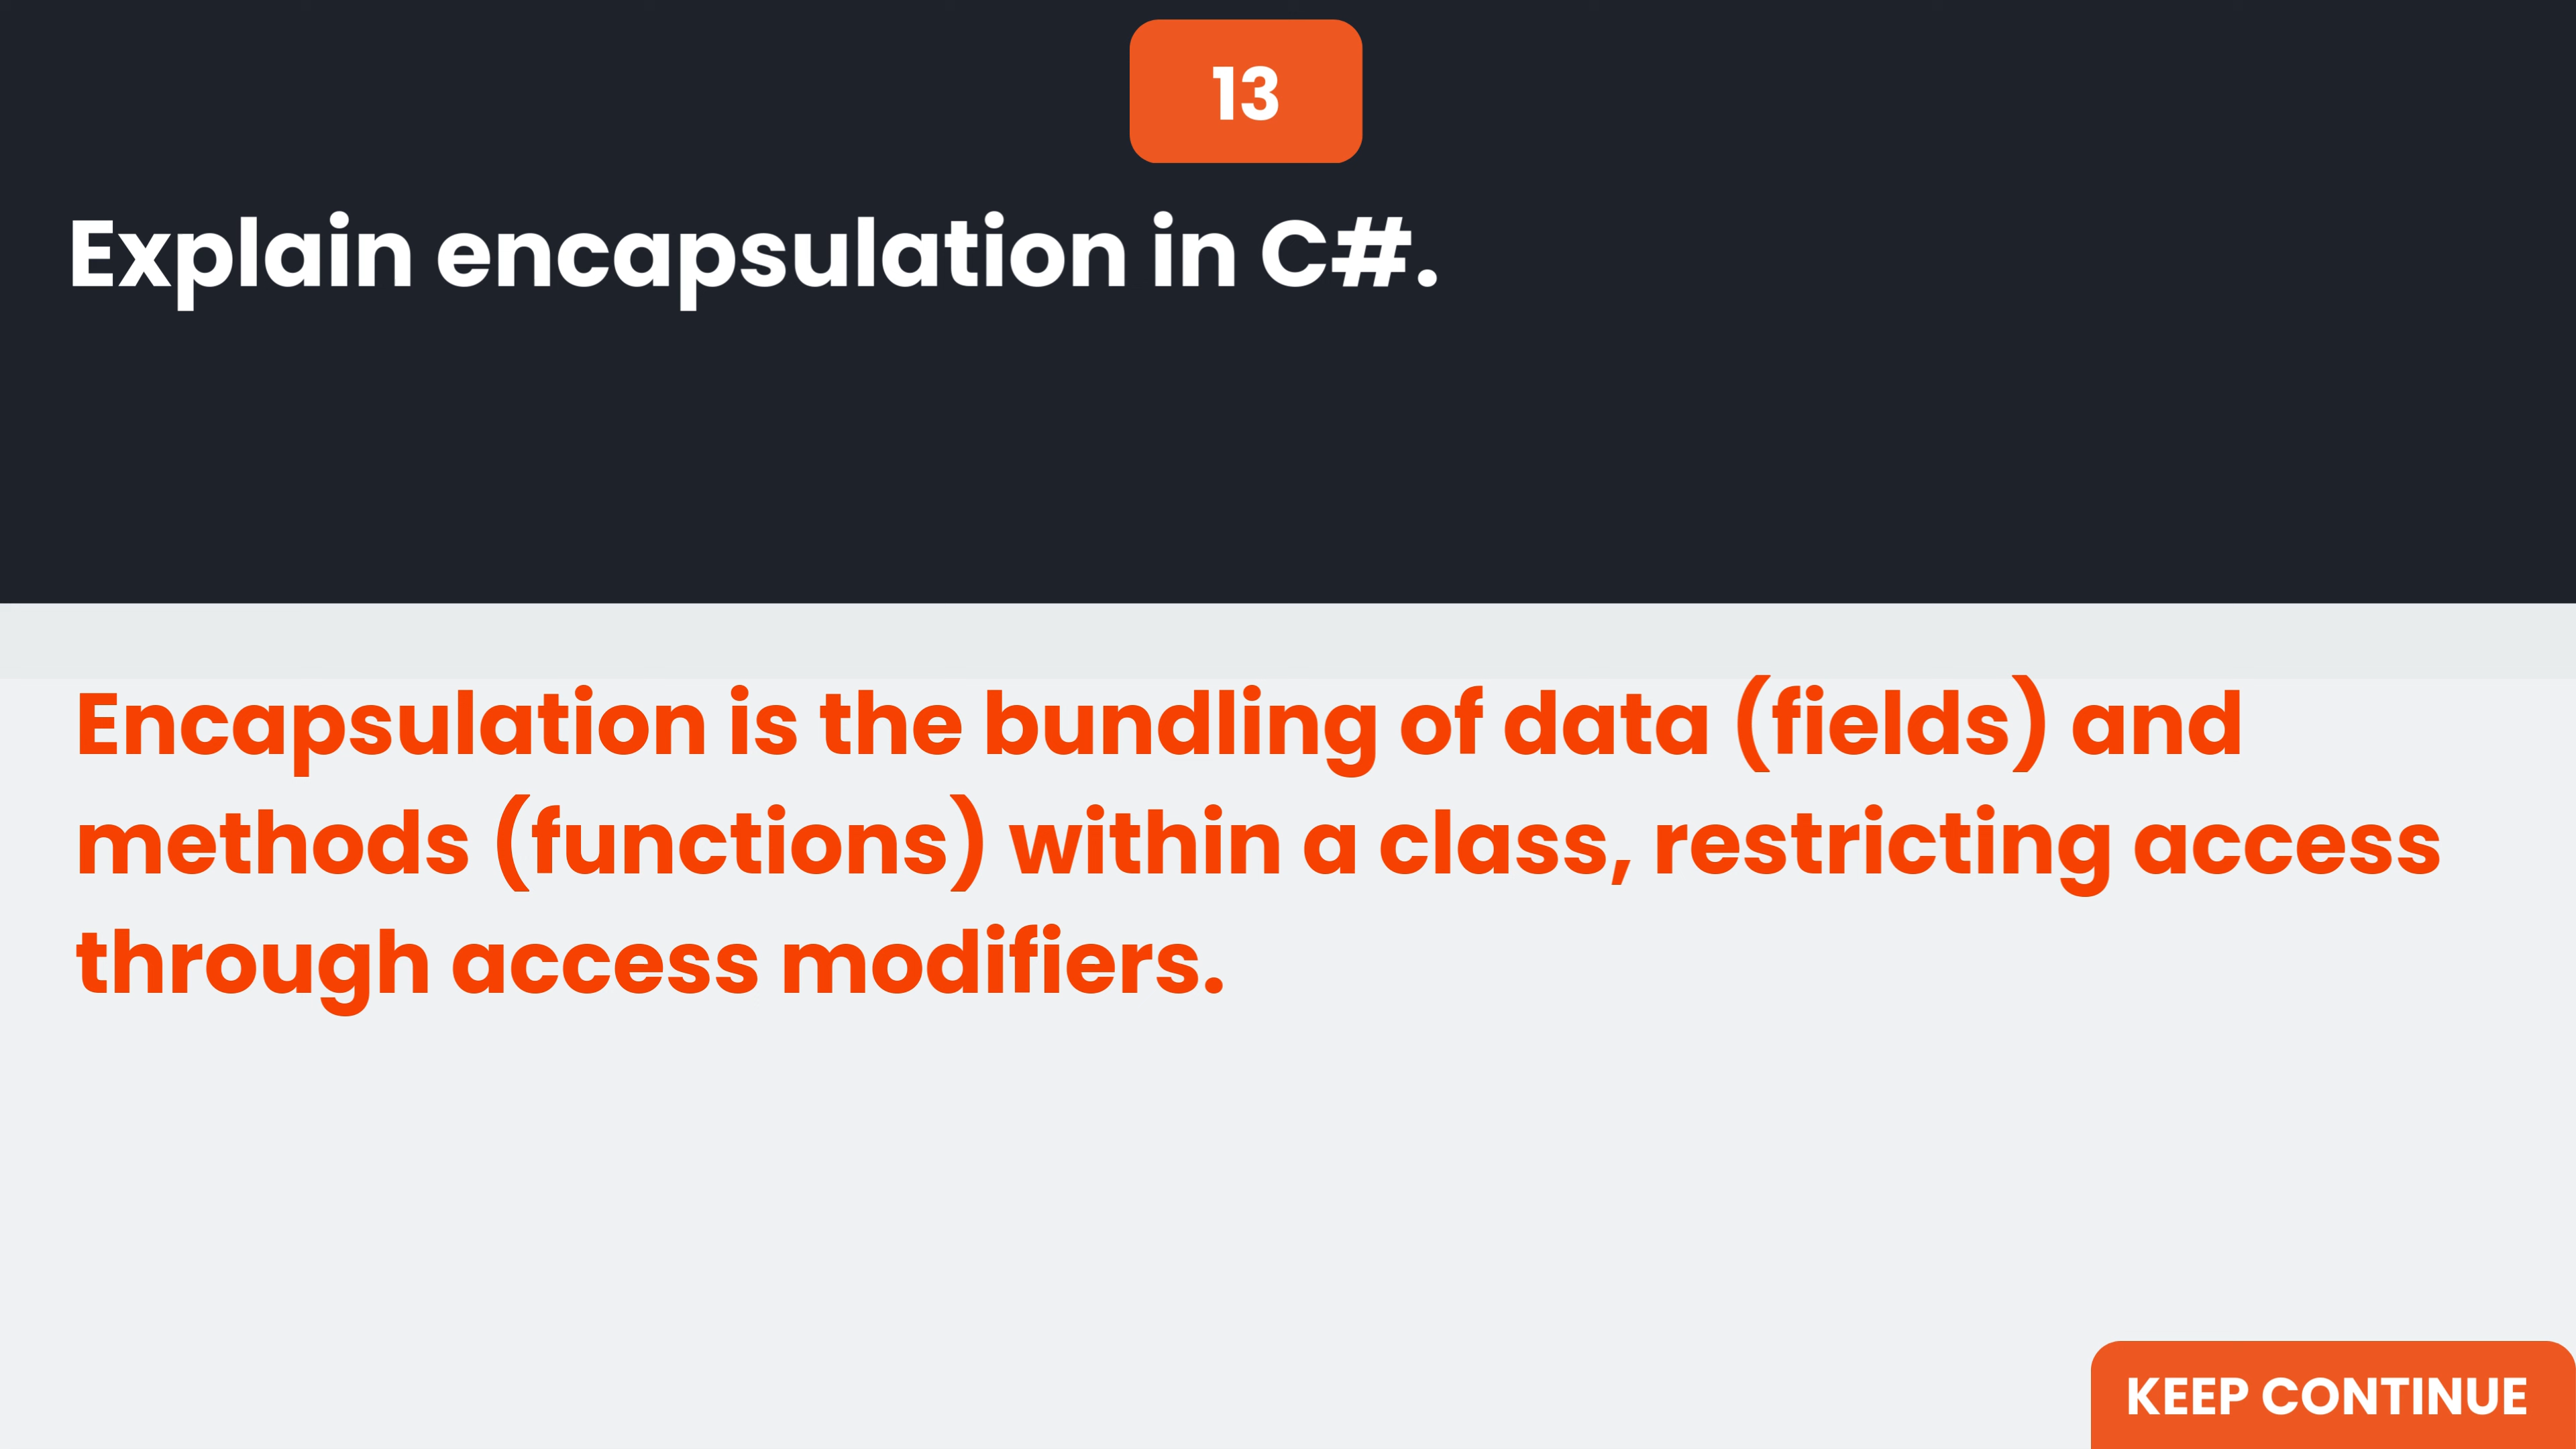 13
Explain encapsulation in C#.
Encapsulation is the bundling of data (fields) and
methods (functions) within a class, restricting access
through access modifiers.
KEEP CONTINUE